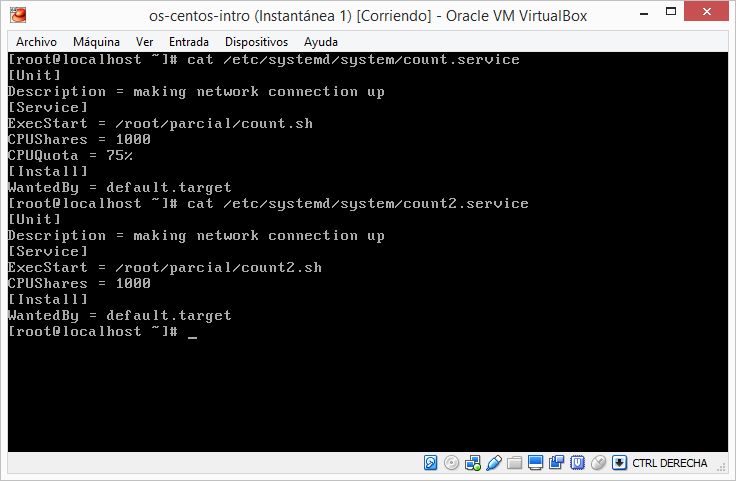 os-centos-intro (Instantánea 1) [Corriendo] - Oracle VM VirtualBox
Archivo Máquina Ver Entrada Dispositivos Ayuda
[root@localhost ~]# cat /etc/systemd/system/count.service
[Unit]
Description = making network connection up
[Service]
ExecStart = /root/parcial/count.sh
CPUShares = 1000
CPUQuota = 75%
[Install]
WantedBy = default.target
[root@localhost ~]# cat /etc/systemd/system/count2.service
[Unit]
Description = making network connection up
[Service]
ExecStart = /root/parcial/count2.sh
CPUShares = 1000
[Install]
WantedBy = default.target
[root@localhost ~]# _
CTRL DERECHA